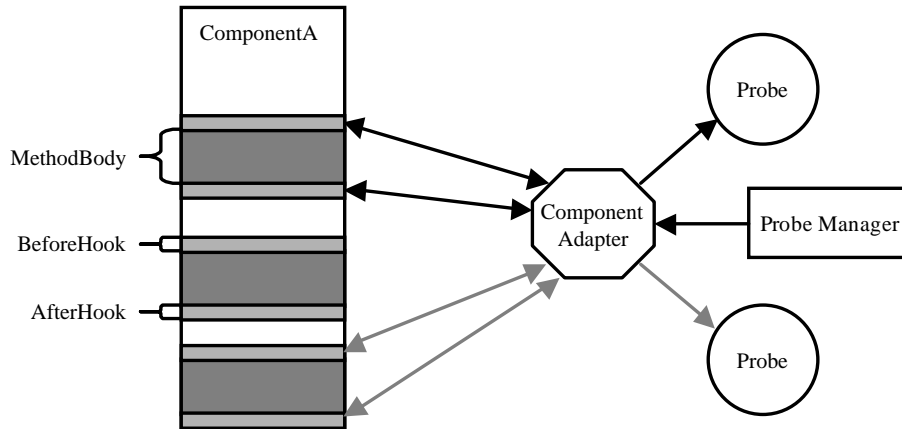 ComponentA
Probe
MethodBody
Component
Adapter
Probe Manager
BeforeHook
AfterHook
Probe